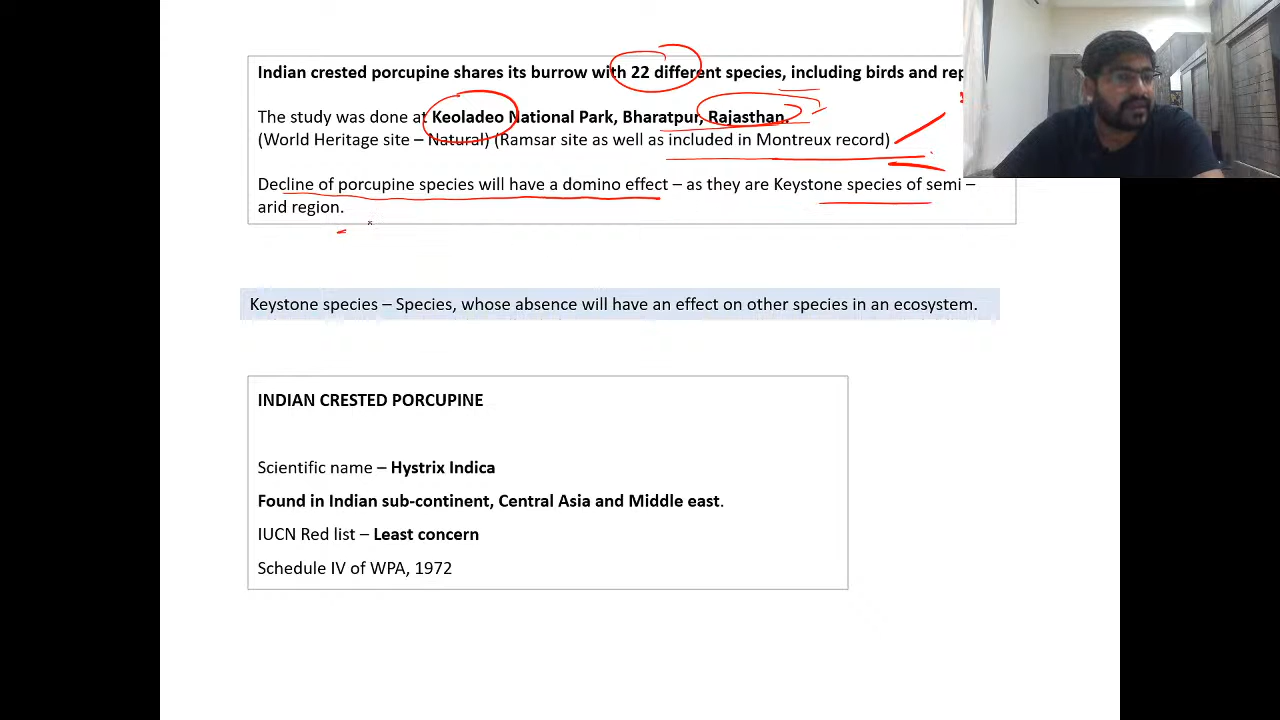 Indian crested porcupine shares its burrow with 22 different species, including birds and rep
The study was done at Keoladeo National Park, Bharatpur, Rajasthan.
(World Heritage site – Natural) (Ramsar site as well as included in Montreux record)
Decline of porcupine species will have a domino effect – as they are Keystone species of semi –
arid region.
Keystone species – Species, whose absence will have an effect on other species in an ecosystem.
INDIAN CRESTED PORCUPINE
Scientific name – Hystrix Indica
Found in Indian sub-continent, Central Asia and Middle east.
IUCN Red list – Least concern
Schedule IV of WPA, 1972